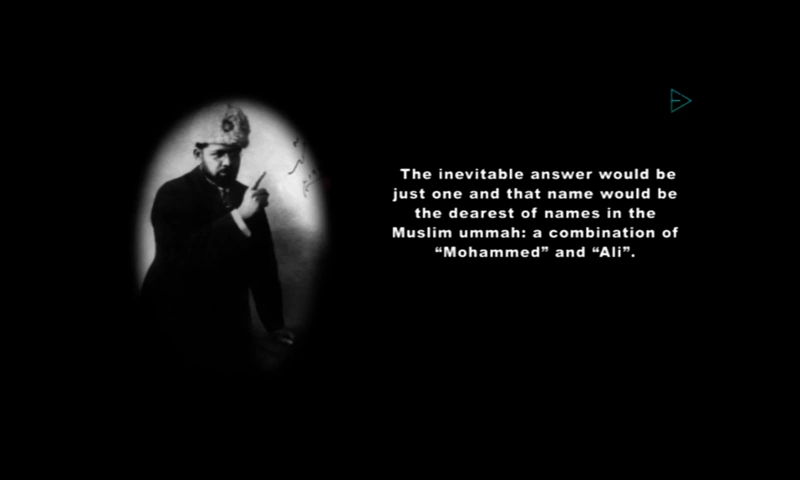 The inevitable answer would be
just one and that name would be
the dearest of names in the
Muslim ummah: a combination of
“Mohammed” and “Ali”.